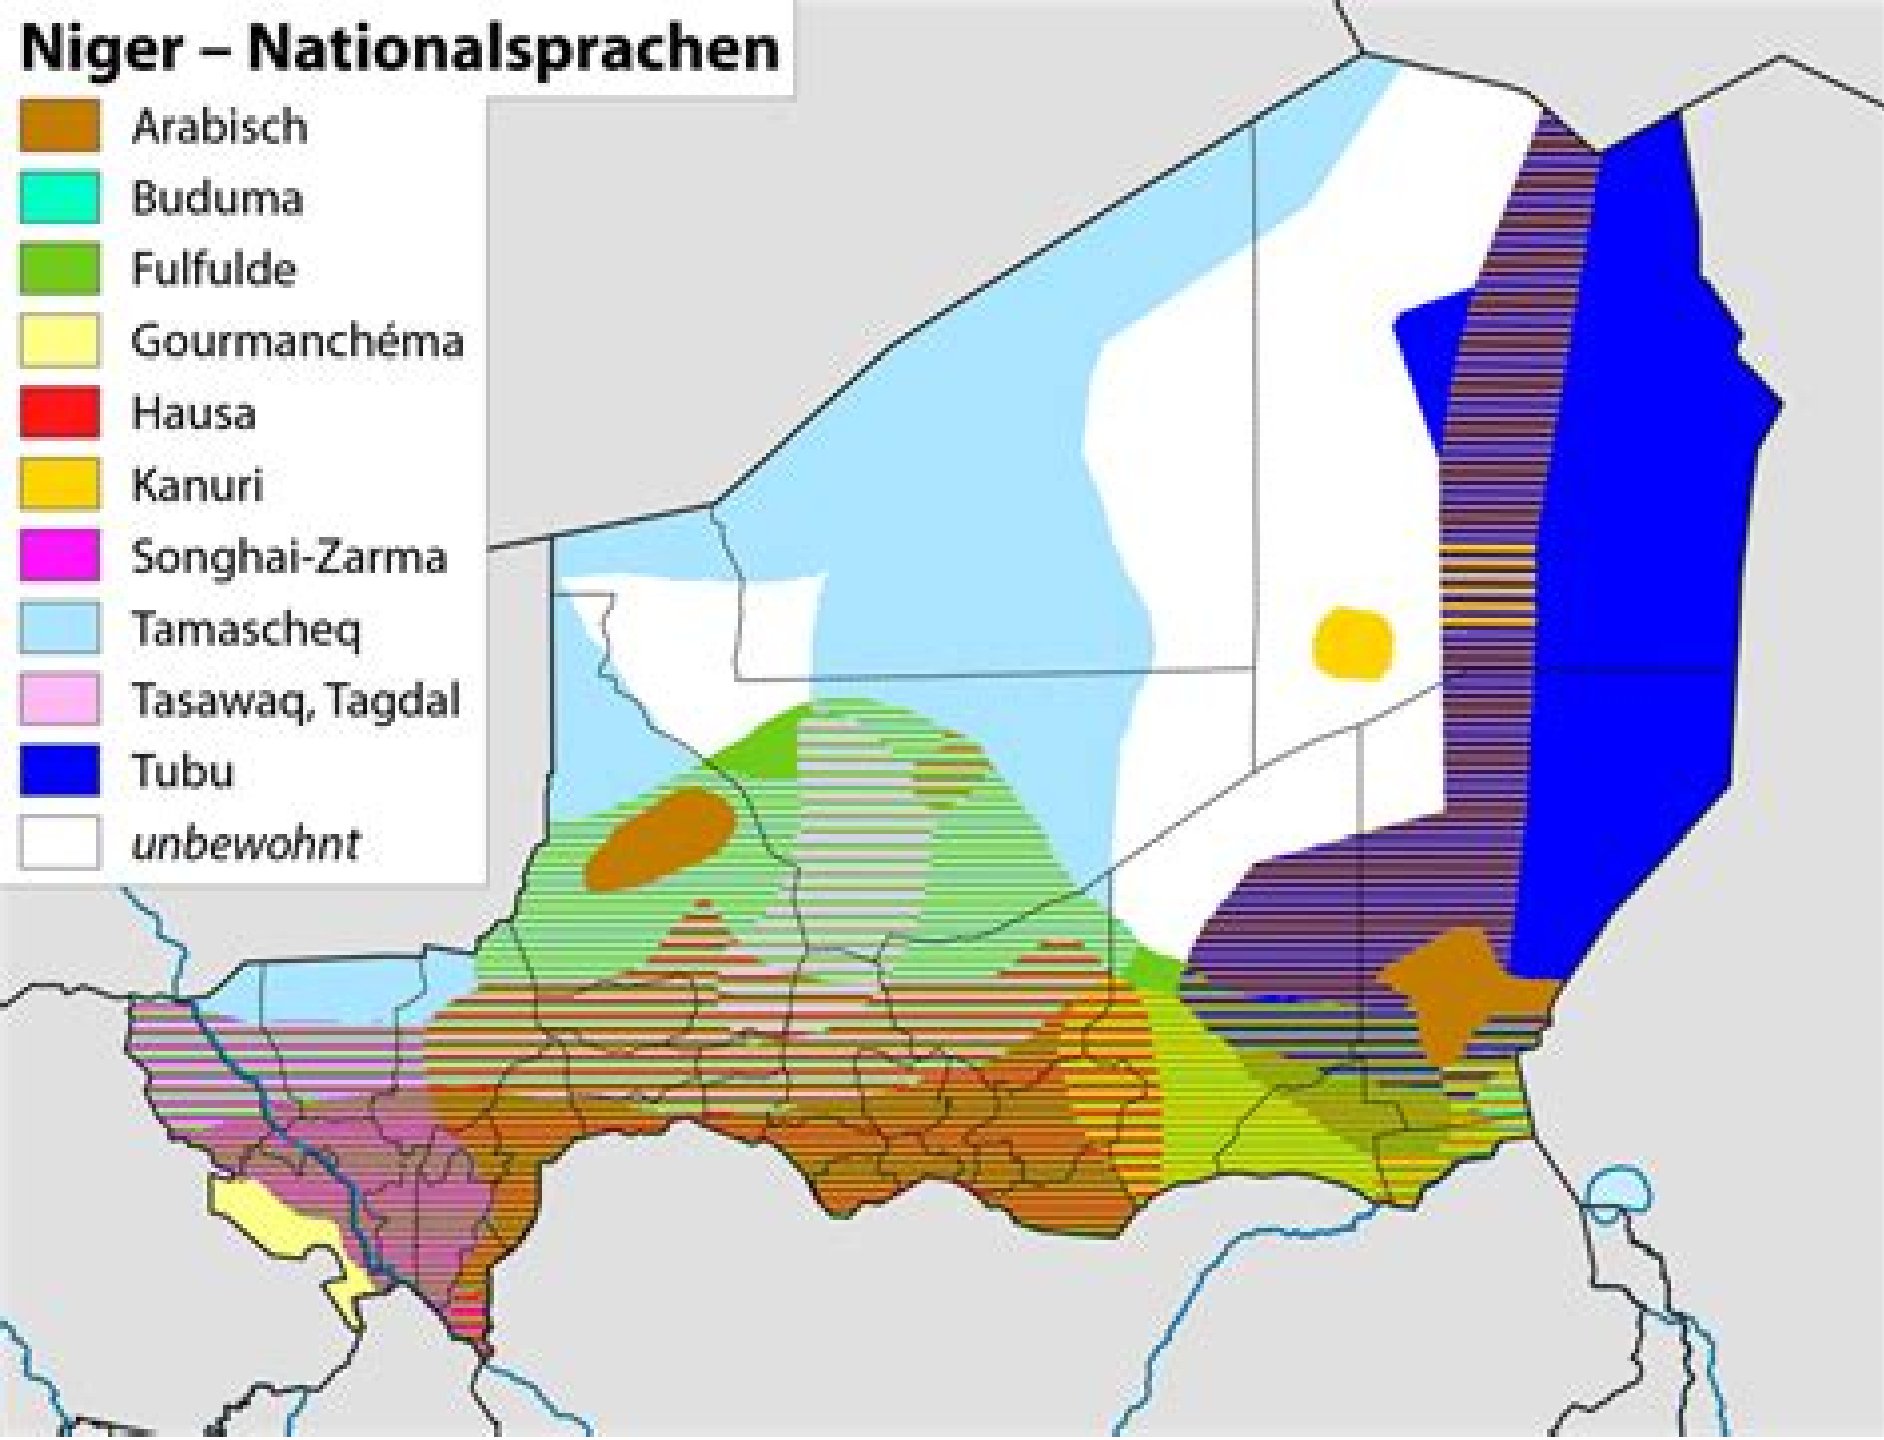 Niger – Nationalsprachen
Arabisch
Buduma
Fulfulde
Gourmanchéma
Hausa
Kanuri
Songhai-Zarma
Tamascheq
Tasawaq, Tagdal
Tubu
unbewohnt